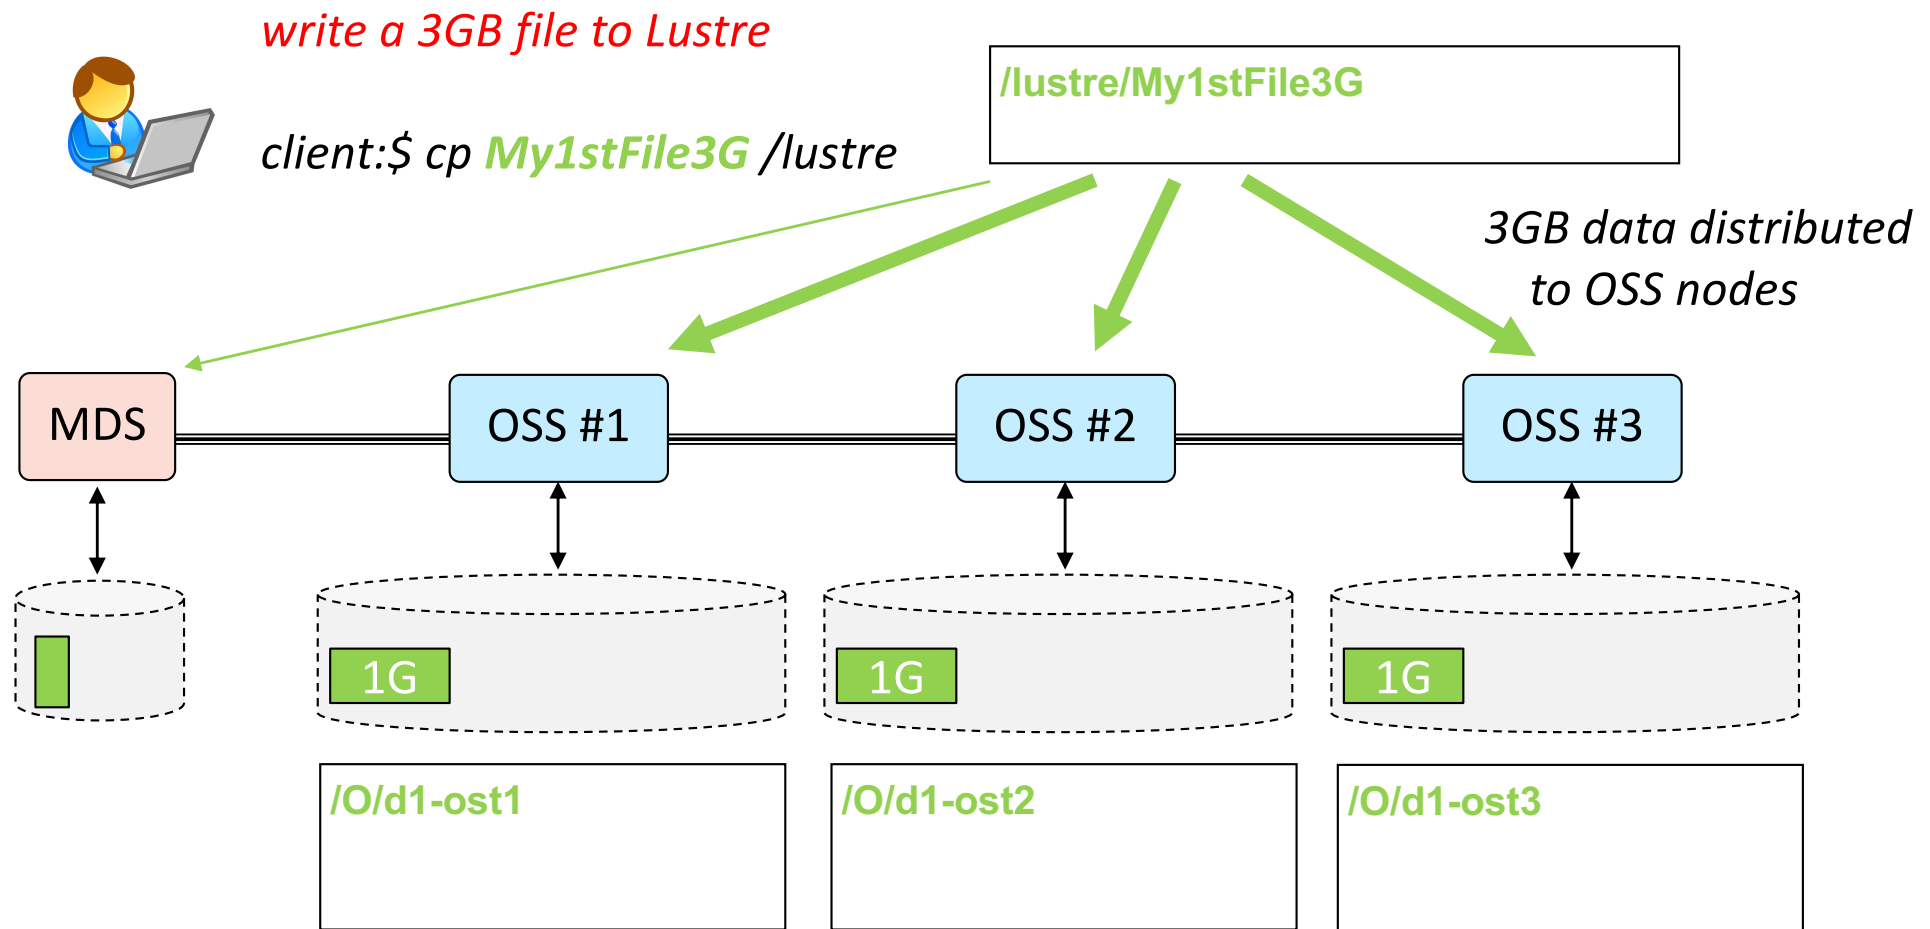 write a 3GB file to Lustre
/lustre/My1stFile3G
client:$ cp My1stFile3G /lustre
3GB data distributed
to OSS nodes
MDS
OSS #1
OSS #2
OSS #3
1G
1G
1G
/O/d1-ost1
/O/d1-ost2
/O/d1-ost3